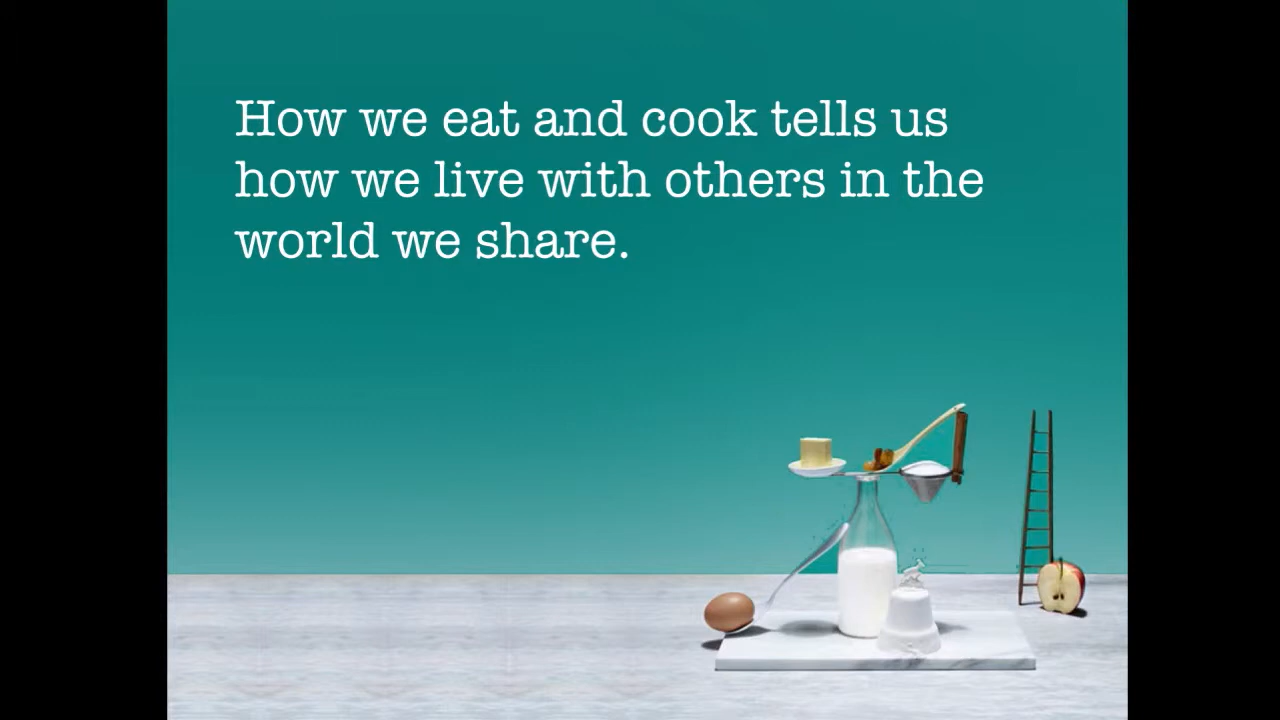 How we eat and cook tells us
how we live with others in the
world we share.